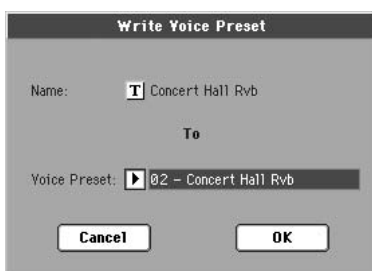 Write Voice Preset
Name: T Concert Hall Rvb
To
Voice Preset: 02 - Concert Hall Rvb
Cancel OK